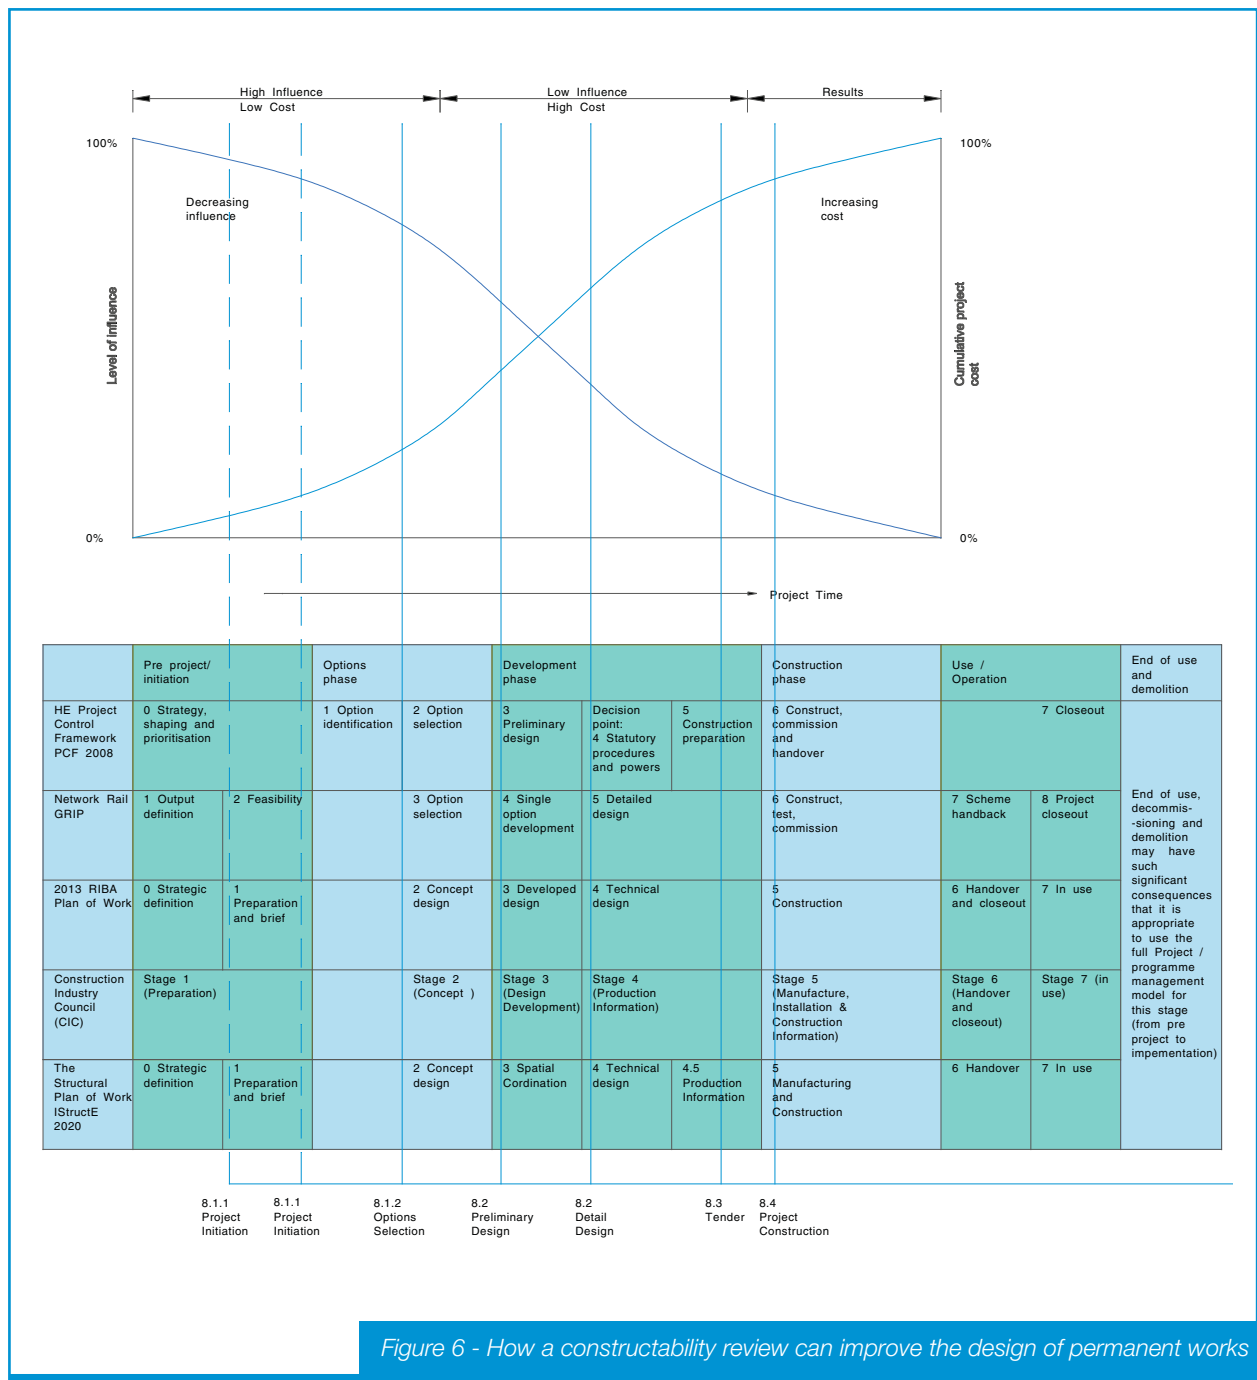 High Influence
Low Cost
Low Influence
High Cost
Results
100%
100%
Decreasing
influence
Increasing
cost
Level of influence
Cumulative project
cost
0%
0%
Project Time
Pre project/
initiation
Options
phase
Development
phase
Construction
phase
Use /
Operation
End of use
and
demolition
HE Project
Control
Framework
PCF 2008
0 Strategy,
shaping and
prioritisation
1 Option
identification
2 Option
selection
3
Preliminary
design
Decision
point:
4 Statutory
procedures
and powers
5
Construction
preparation
6 Construct,
commission
and
handover
7 Closeout
Network Rail
GRIP
1 Output
definition
2 Feasibility
3 Option
selection
4 Single
option
development
5 Detailed
design
6 Construct,
test,
commission
7 Scheme
handback
8 Project
closeout
End of use,
decommis-
-sioning and
demolition
may have
such
significant
consequences
that it is
appropriate
to use the
full Project /
programme
management
model for
this stage
(from pre
project to
impementation)
2013 RIBA
Plan of Work
0 Strategic
definition
1
Preparation
and brief
2 Concept
design
3 Developed
design
4 Technical
design
5
Construction
6 Handover
and closeout
7 In use
Construction
Industry
Council
(CIC)
Stage 1
(Preparation)
Stage 2
(Concept )
Stage 3
(Design
Development)
Stage 4
(Production
Information)
Stage 5
(Manufacture,
Installation &
Construction
Information)
Stage 6
(Handover
and
closeout)
Stage 7 (in
use)
The
Structural
Plan of Work
IStructE
2020
0 Strategic
definition
1
Preparation
and brief
2 Concept
design
3 Spatial
Cordination
4 Technical
design
4.5
Production
Information
5
Manufacturing
and
Construction
6 Handover
7 In use
8.1.1
Project
Initiation
8.1.1
Project
Initiation
8.1.2
Options
Selection
8.2
Preliminary
Design
8.2
Detail
Design
8.3
Tender
8.4
Project
Construction
Figure 6 - How a constructability review can improve the design of permanent works